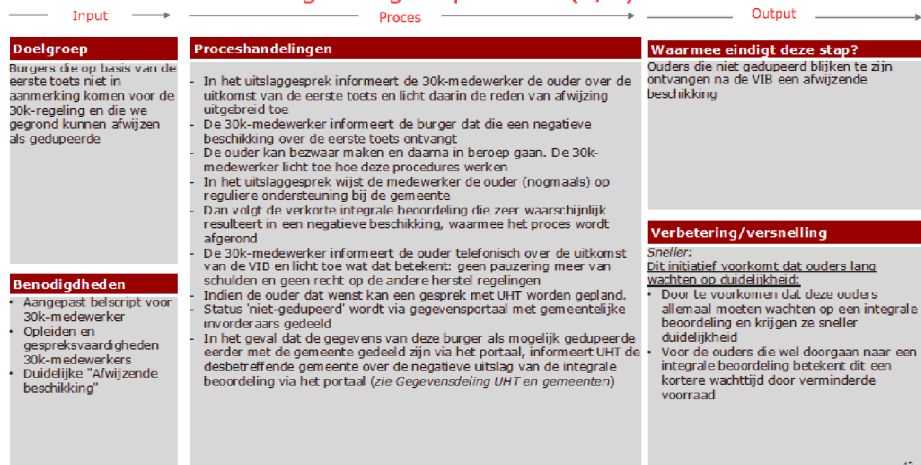 Input
Proces
Output
Doelgroep
Burgers die op basis van de
eerste toets niet in
aanmerking komen voor de
30k-regeling en die we
gegrond kunnen afwijzen
als gedupeerde
Benodigdheden
• Aangepast belscript voor
30k-medewerker
• Opleiden en
gespreksvaardigheden
30k-medewerkers
• Duidelijke "Afwijzende
beschikking"
Proceshandelingen
- In het uitslaggesprek informeert de 30k-medewerker de ouder over de
uitkomst van de eerste toets en licht daarin de reden van afwijzing
uitgebreid toe
- De 30k-medewerker informeert de burger dat die een negatieve
beschikking over de eerste toets ontvangt
- De ouder kan bezwaar maken en daarna in beroep gaan. De 30k-
medewerker licht toe hoe deze procedures werken
- In het uitslaggesprek wijst de medewerker de ouder (nogmaals) op
reguliere ondersteuning bij de gemeente
- Dan volgt de verkorte integrale beoordeling die zeer waarschijnlijk
resulteert in een negatieve beschikking, waarmee het proces wordt
afgerond
- De 30k-medewerker informeert de ouder telefonisch over de uitkomst
van de VIB en licht toe wat dat betekent: geen pauzering meer van
schulden en geen recht op de andere herstel regelingen
- Indien de ouder dat wenst kan een gesprek met UHT worden gepland.
- Status 'niet-gedupeerd' wordt via gegevensportaal met gemeentelijke
invorderaars gedeeld
- In het geval dat de gegevens van deze burger als mogelijk gedupeerde
eerder met de gemeente gedeeld zijn via het portaal, informeert UHT de
desbetreffende gemeente over de negatieve uitslag van de integrale
beoordeling via het portaal (zie Gegevensdeling UHT en gemeenten)
Waarmee eindigt deze stap?
Ouders die niet gedupeerd blijken te zijn
ontvangen na de VIB een afwijzende
beschikking
Verbetering/versnelling
Sneller:
Dit initiatief voorkomt dat ouders lang
wachten op duidelijkheid:
• Door te voorkomen dat deze ouders
allemaal moeten wachten op een integrale
beoordeling en krijgen ze sneller
duidelijkheid
• Voor de ouders die wel doorgaan naar een
integrale beoordeling betekent dit een
kortere wachttijd door verminderde
voorraad